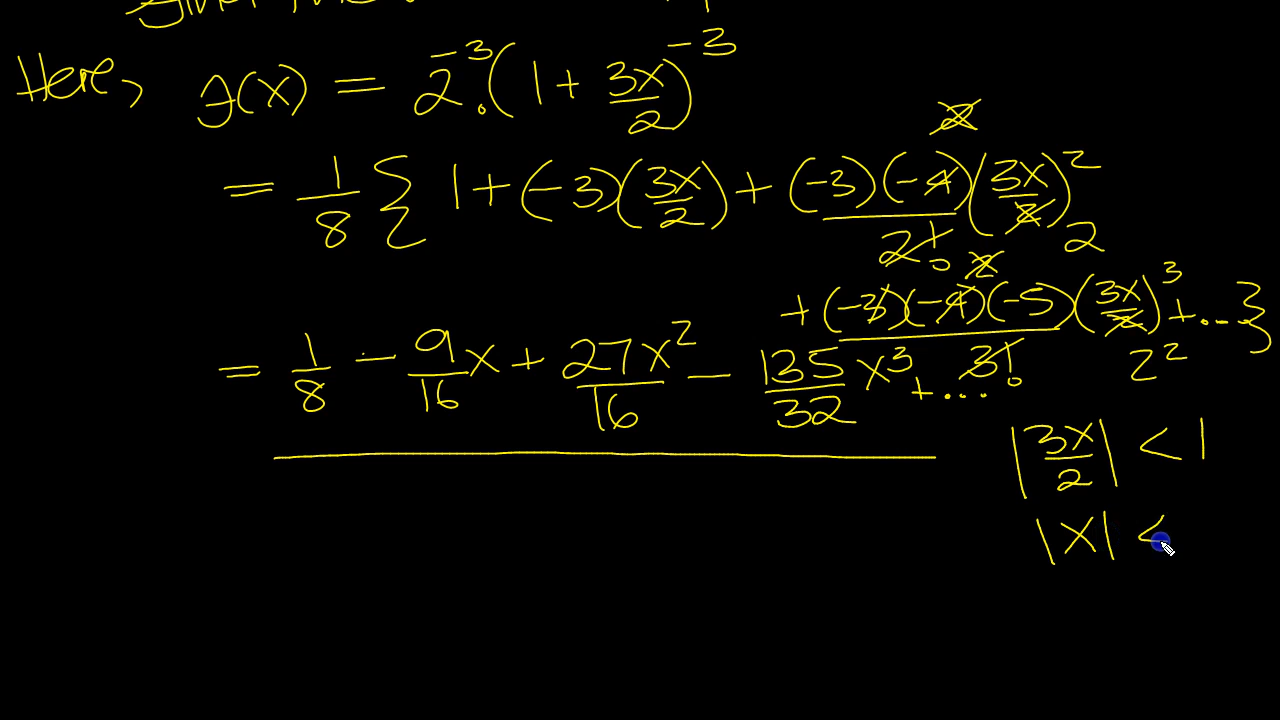 Here, f(x) = 2⁻³.(1 + 3x/2)⁻³
= 1/8 { 1 + (-3)(3x/2) + (-3)(-4)/2! (3x/2)²
+ (-3)(-4)(-5)/3! (3x/2)³ + ... }
= 1/8 - 9/16 x + 27x²/16 - 135/32 x³ + ....
|3x/2| < 1
|x| <